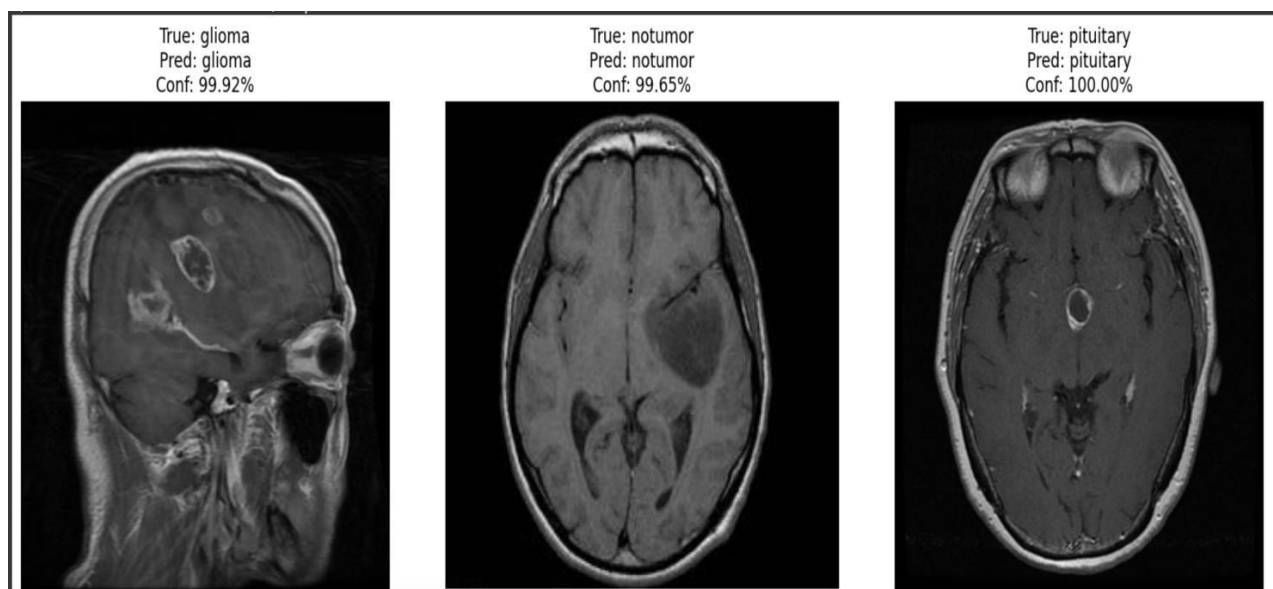 True: glioma
Pred: glioma
Conf: 99.92%
True: notumor
Pred: notumor
Conf: 99.65%
True: pituitary
Pred: pituitary
Conf: 100.00%